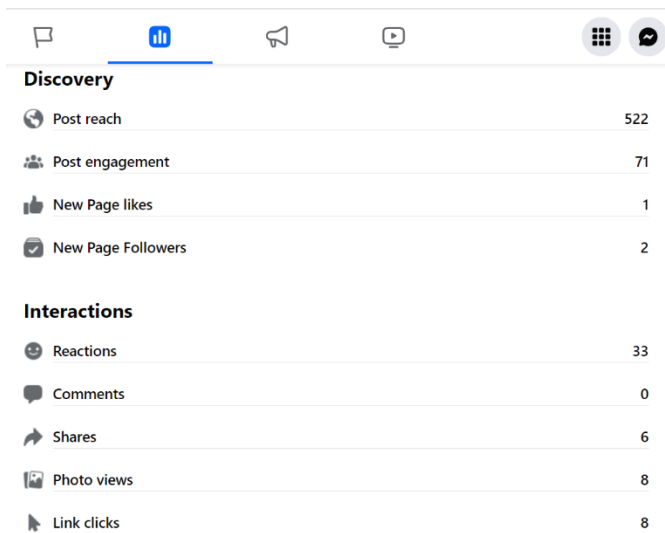 Discovery
Post reach 522
Post engagement 71
New Page likes 1
New Page Followers 2
Interactions
Reactions 33
Comments 0
Shares 6
Photo views 8
Link clicks 8